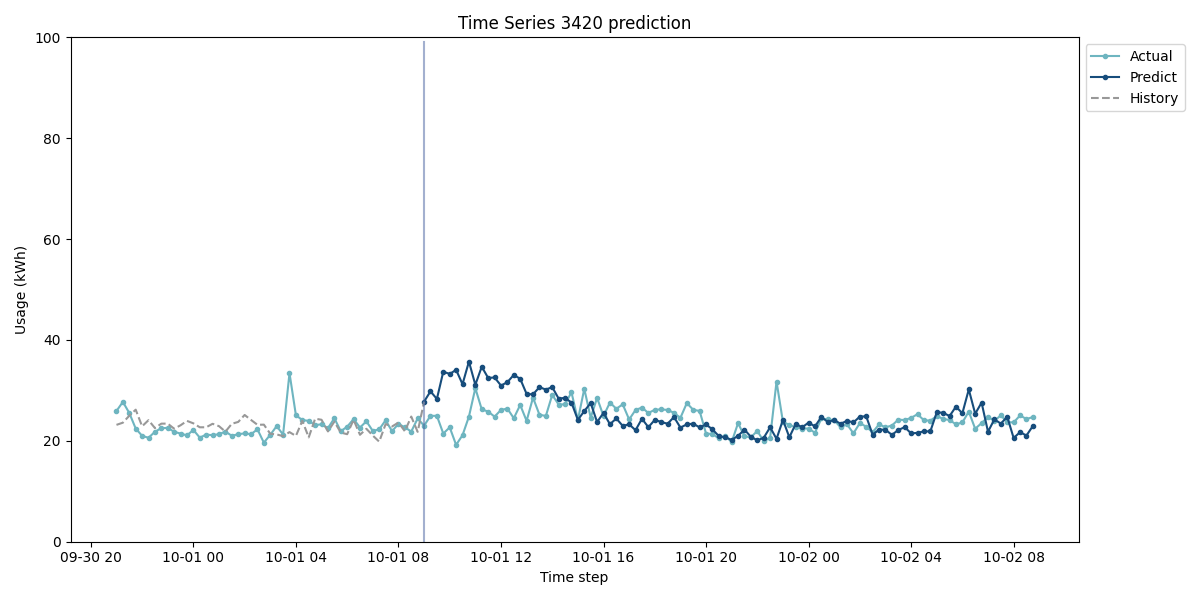 Time Series 3420 prediction
100
80
60
40
20
0
Usage (kWh)
09-30 20
10-01 00
10-01 04
10-01 08
10-01 12
10-01 16
10-01 20
10-02 00
10-02 04
10-02 08
Time step
Actual
Predict
History